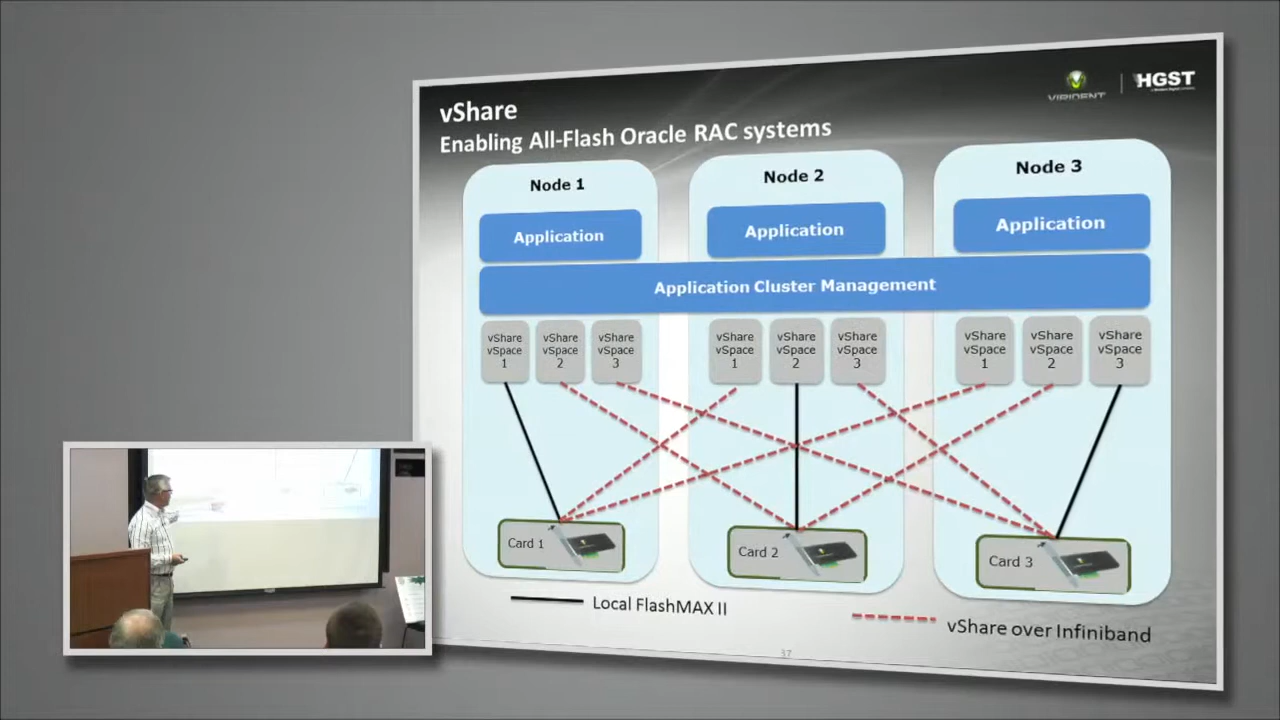 vShare
Enabling All-Flash Oracle RAC systems
VIRIDENT
HGST
Node 1
Node 2
Node 3
Application
Application
Application
Application Cluster Management
vShare
vSpace
1
vShare
vSpace
2
vShare
vSpace
3
vShare
vSpace
1
vShare
vSpace
2
vShare
vSpace
3
vShare
vSpace
1
vShare
vSpace
2
vShare
vSpace
3
Card 1
Card 2
Card 3
Local FlashMAX II
vShare over Infiniband
37